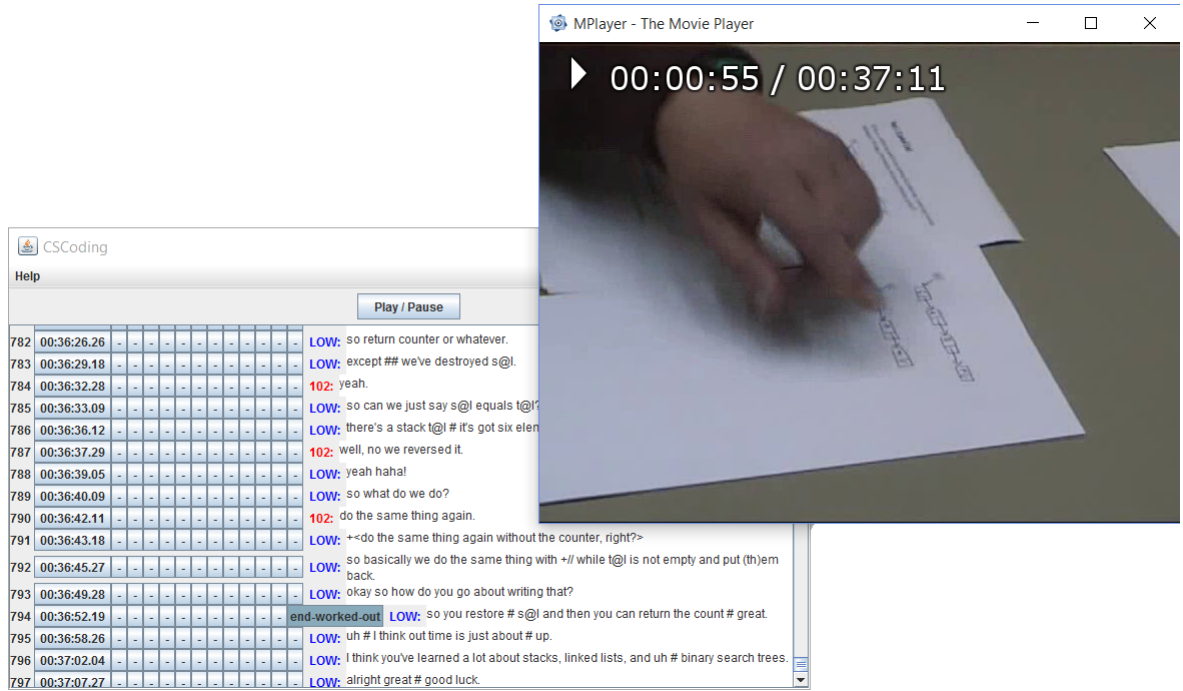 MPlayer - The Movie Player
00:00:55 / 00:37:11
CSCoding
Help
Play / Pause
782 00:36:26.26 - - - - - - - - - - - - LOW: so return counter or whatever.
783 00:36:29.18 - - - - - - - - - - - - LOW: except ## we've destroyed s@l.
784 00:36:32.28 - - - - - - - - - - - - 102: yeah.
785 00:36:33.09 - - - - - - - - - - - - LOW: so can we just say s@l equals t@l?
786 00:36:36.12 - - - - - - - - - - - - LOW: there's a stack t@l # it's got six
787 00:36:37.29 - - - - - - - - - - - - 102: well, no we reversed it.
788 00:36:39.05 - - - - - - - - - - - - LOW: yeah haha!
789 00:36:40.09 - - - - - - - - - - - - LOW: so what do we do?
790 00:36:42.11 - - - - - - - - - - - - 102: do the same thing again.
791 00:36:43.18 - - - - - - - - - - - - LOW: +<do the same thing again without the counter, right?>
792 00:36:45.27 - - - - - - - - - - - - LOW: so basically we do the same thing with +// while t@l is not empty and put (th)em
back.
793 00:36:49.28 - - - - - - - - - - - - LOW: okay so how do you go about writing that?
794 00:36:52.19 - - - - - - - - - - - end-worked-out LOW: so you restore # s@l and then you can return the count # great.
795 00:36:58.26 - - - - - - - - - - - - LOW: uh # I think out time is just about # up.
796 00:37:02.04 - - - - - - - - - - - - LOW: I think you've learned a lot about stacks, linked lists, and uh # binary search trees.
797 00:37:07.27 - - - - - - - - - - - - LOW: alright great # good luck.